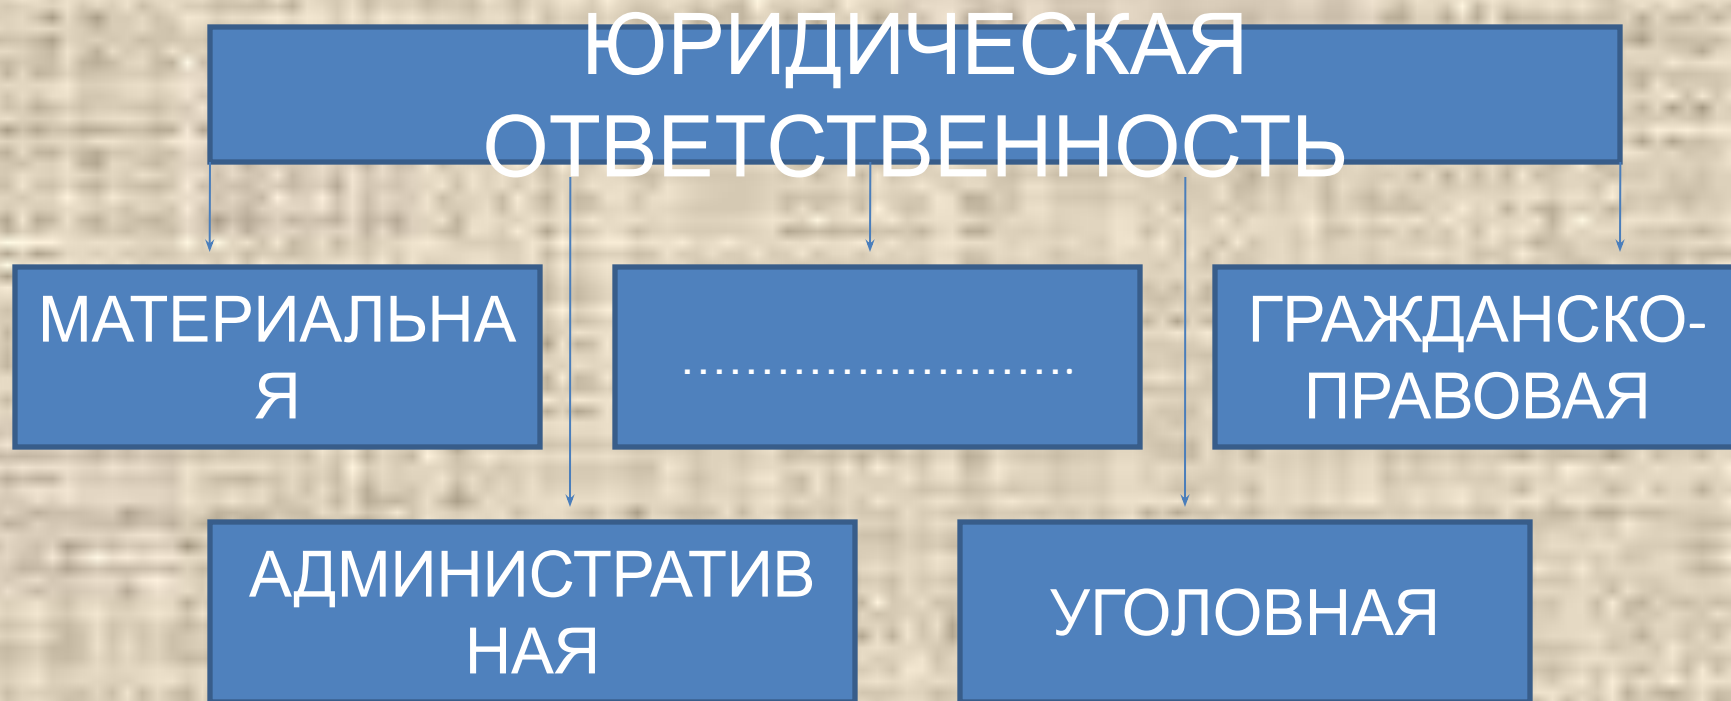 ЮРИДИЧЕСКАЯ
ОТВЕТСТВЕННОСТЬ
МАТЕРИАЛЬНА
Я
........................
ГРАЖДАНСКО-
ПРАВОВАЯ
АДМИНИСТРАТИВ
НАЯ
УГОЛОВНАЯ